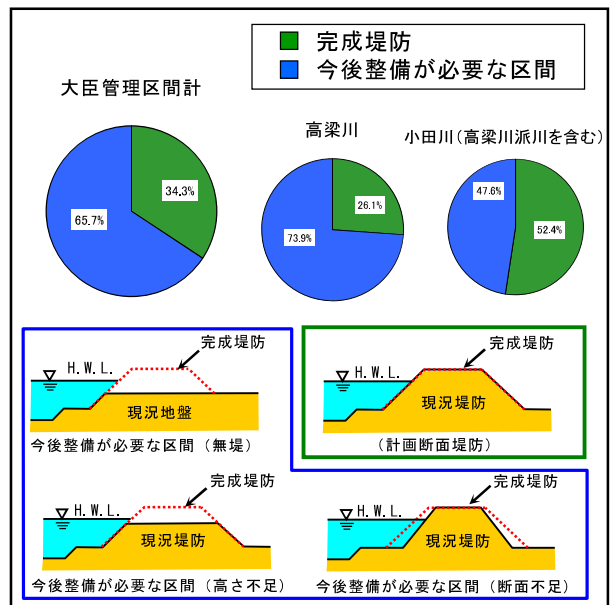 完成堤防
今後整備が必要な区間
大臣管理区間計
34.3%
65.7%
高梁川
26.1%
73.9%
小田川(高梁川派川を含む)
47.6%
52.4%
完成堤防
H.W.L.
現況地盤
今後整備が必要な区間(無堤)
完成堤防
H.W.L.
現況堤防
(計画断面堤防)
完成堤防
H.W.L.
現況堤防
今後整備が必要な区間(高さ不足)
完成堤防
H.W.L.
現況堤防
今後整備が必要な区間(断面不足)